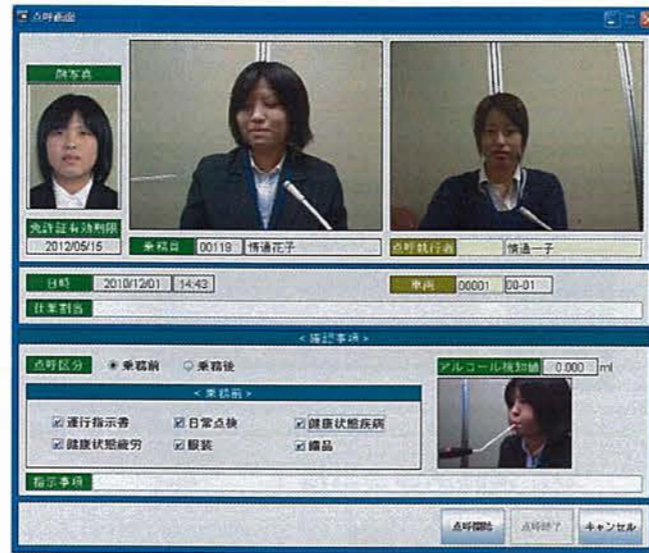 点呼画面
顔写真
免許証有効期限
2012/05/15
乗務員 00119 情通花子
点呼執行者 情通一子
日時 2010/12/01 14:43
車両 00001 00-01
仕業割当
<確認事項>
点呼区分 乗務前 乗務後
アルコール検知値 0.000 ml
<乗務前>
運行指示書 日常点検 健康状態疾病
健康状態疲労 服装 備品
指示事項
点呼開始 点呼終了 キャンセル